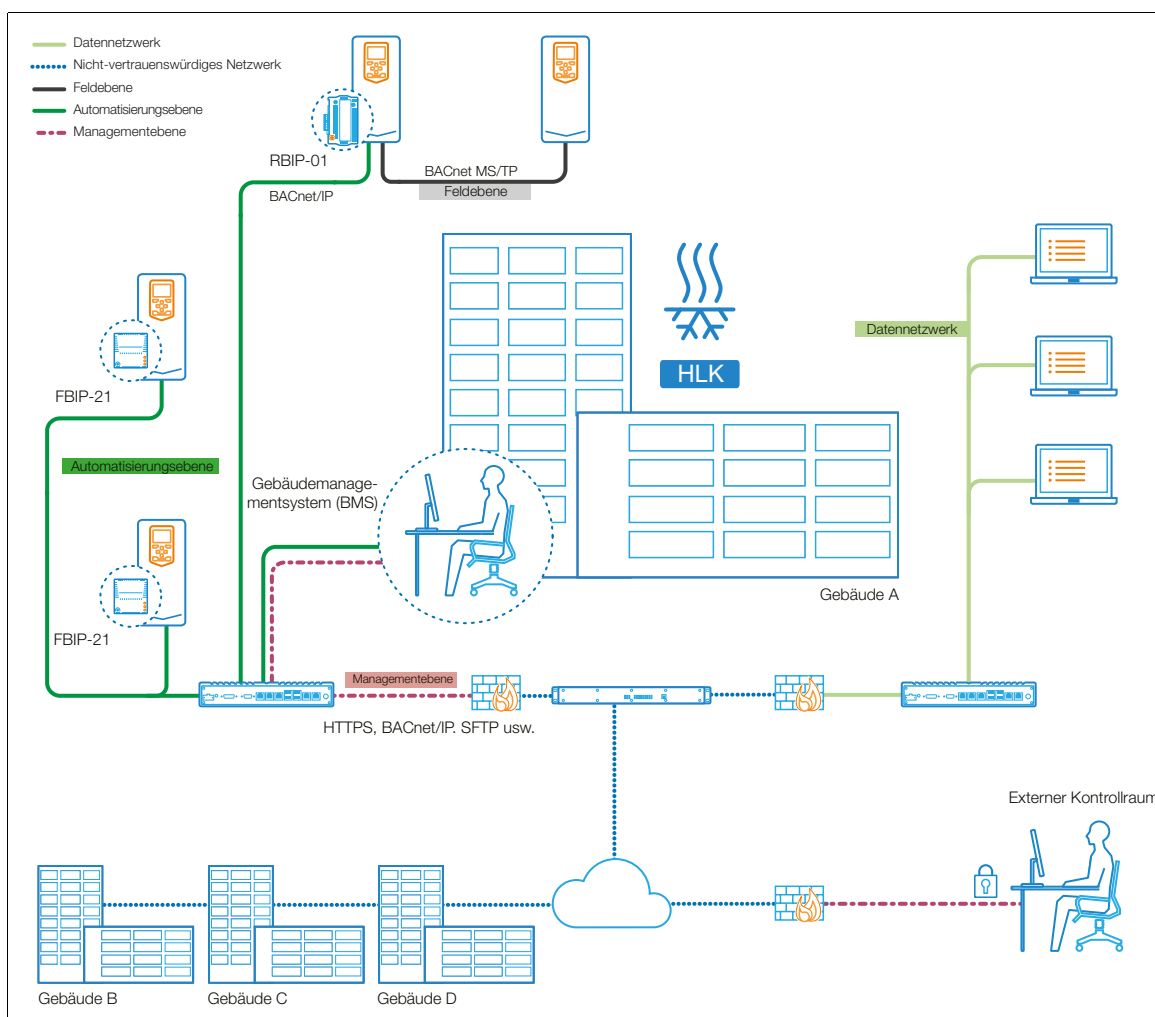 Datennetzwerk
Nicht-vertrauenswürdiges Netzwerk
Feldebene
Automatisierungsebene
Managementebene
RBIP-01
BACnet/IP
BACnet MS/TP
Feldebene
FBIP-21
Automatisierungsebene
FBIP-21
Gebäudemanage-
mentsystem (BMS)
HLK
Datennetzwerk
Gebäude A
Managementebene
HTTPS, BACnet/IP. SFTP usw.
Externer Kontrollraum
Gebäude B
Gebäude C
Gebäude D